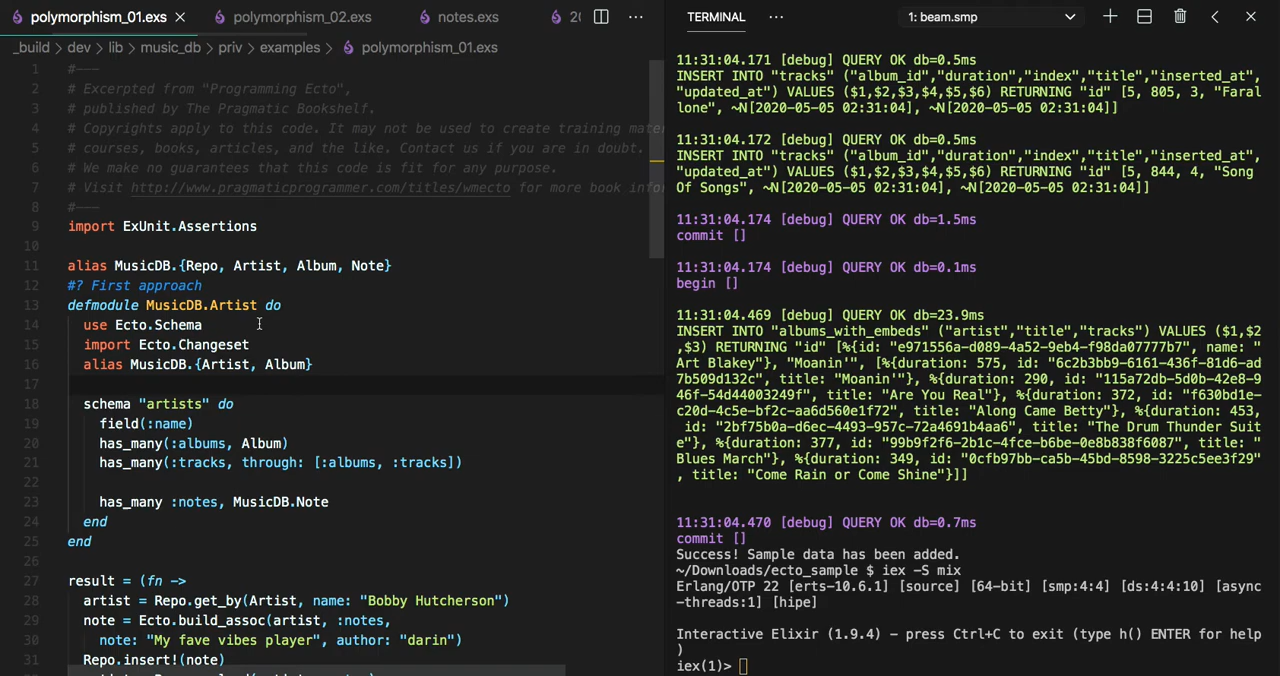 polymorphism_01.exs × polymorphism_02.exs notes.exs 20 ...
_build > dev > lib > music_db > priv > examples > polymorphism_01.exs
1 #---
2 # Excerpted from "Programming Ecto",
3 # published by The Pragmatic Bookshelf.
4 # Copyrights apply to this code. It may not be used to create training mater
5 # courses, books, articles, and the like. Contact us if you are in doubt.
6 # We make no guarantees that this code is fit for any purpose.
7 # Visit http://www.pragmaticprogrammer.com/titles/wmecto for more book info
8 #---
9 import ExUnit.Assertions
10
11 alias MusicDB.{Repo, Artist, Album, Note}
12 #? First approach
13 defmodule MusicDB.Artist do
14 use Ecto.Schema
15 import Ecto.Changeset
16 alias MusicDB.{Artist, Album}
17
18 schema "artists" do
19 field(:name)
20 has_many(:albums, Album)
21 has_many(:tracks, through: [:albums, :tracks])
22
23 has_many :notes, MusicDB.Note
24 end
25 end
26
27 result = (fn ->
28 artist = Repo.get_by(Artist, name: "Bobby Hutcherson")
29 note = Ecto.build_assoc(artist, :notes,
30 note: "My fave vibes player", author: "darin")
31 Repo.insert!(note)
TERMINAL ... 1: beam.smp
11:31:04.171 [debug] QUERY OK db=0.5ms
INSERT INTO "tracks" ("album_id","duration","index","title","inserted_at",
"updated_at") VALUES ($1,$2,$3,$4,$5,$6) RETURNING "id" [5, 805, 3, "Faral
lone", ~N[2020-05-05 02:31:04], ~N[2020-05-05 02:31:04]]
11:31:04.172 [debug] QUERY OK db=0.5ms
INSERT INTO "tracks" ("album_id","duration","index","title","inserted_at",
"updated_at") VALUES ($1,$2,$3,$4,$5,$6) RETURNING "id" [5, 844, 4, "Song
Of Songs", ~N[2020-05-05 02:31:04], ~N[2020-05-05 02:31:04]]
11:31:04.174 [debug] QUERY OK db=1.5ms
commit []
11:31:04.174 [debug] QUERY OK db=0.1ms
begin []
11:31:04.469 [debug] QUERY OK db=23.9ms
INSERT INTO "albums_with_embeds" ("artist","title","tracks") VALUES ($1,$2
,$3) RETURNING "id" [%{id: "e971556a-d089-4a52-9eb4-f98da07777b7", name: "
Art Blakey"}, "Moanin'", [%{duration: 575, id: "6c2b3bb9-6161-436f-81d6-ad
7b509d132c", title: "Moanin'"}, %{duration: 290, id: "115a72db-5d0b-42e8-9
46f-54d44003249f", title: "Are You Real"}, %{duration: 372, id: "f630bd1e-
c20d-4c5e-bf2c-aa6d560e1f72", title: "Along Came Betty"}, %{duration: 453,
id: "2bf75b0a-d6ec-4493-957c-72a4691b4aa6", title: "The Drum Thunder Suit
e"}, %{duration: 377, id: "99b9f2f6-2b1c-4fce-b6be-0e8b838f6087", title: "
Blues March"}, %{duration: 349, id: "0cfb97bb-ca5b-45bd-8598-3225c5ee3f29"
, title: "Come Rain or Come Shine"}]]
11:31:04.470 [debug] QUERY OK db=0.7ms
commit []
Success! Sample data has been added.
~/Downloads/ecto_sample $ iex -S mix
Erlang/OTP 22 [erts-10.6.1] [source] [64-bit] [smp:4:4] [ds:4:4:10] [async
-threads:1] [hipe]
Interactive Elixir (1.9.4) - press Ctrl+C to exit (type h() ENTER for help
)
iex(1)>